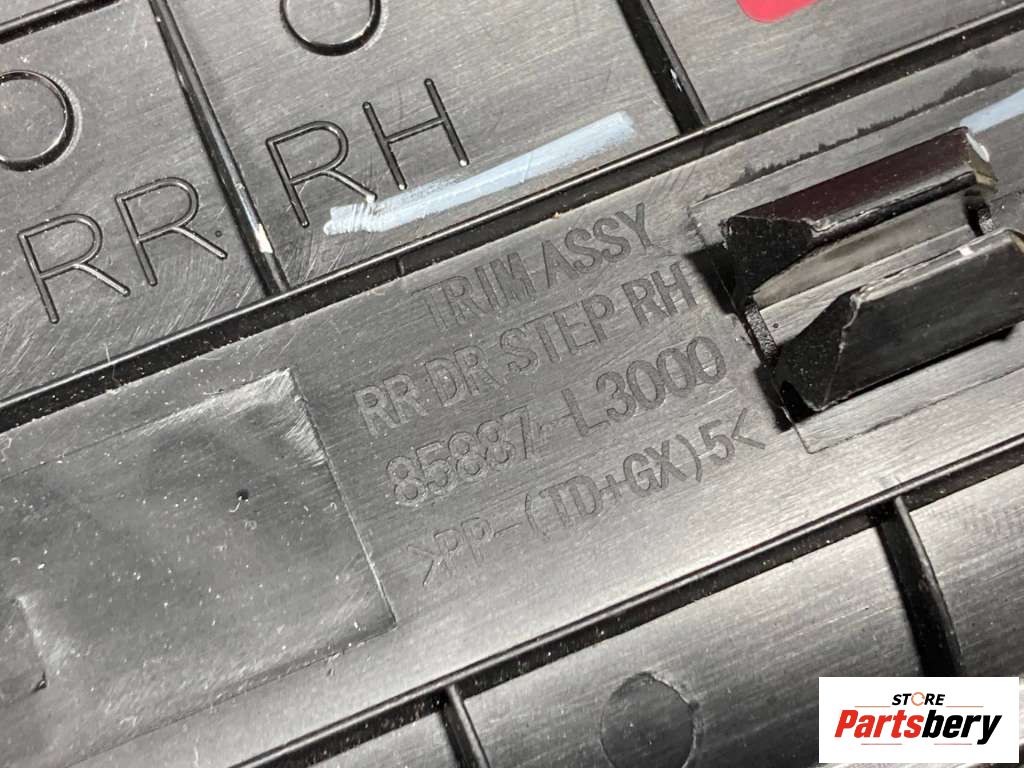 RR RH
TRIM ASSY
RR DR STEP RH
85887-L3000
>PP-(TD+GX)5<
STORE
Partsbery